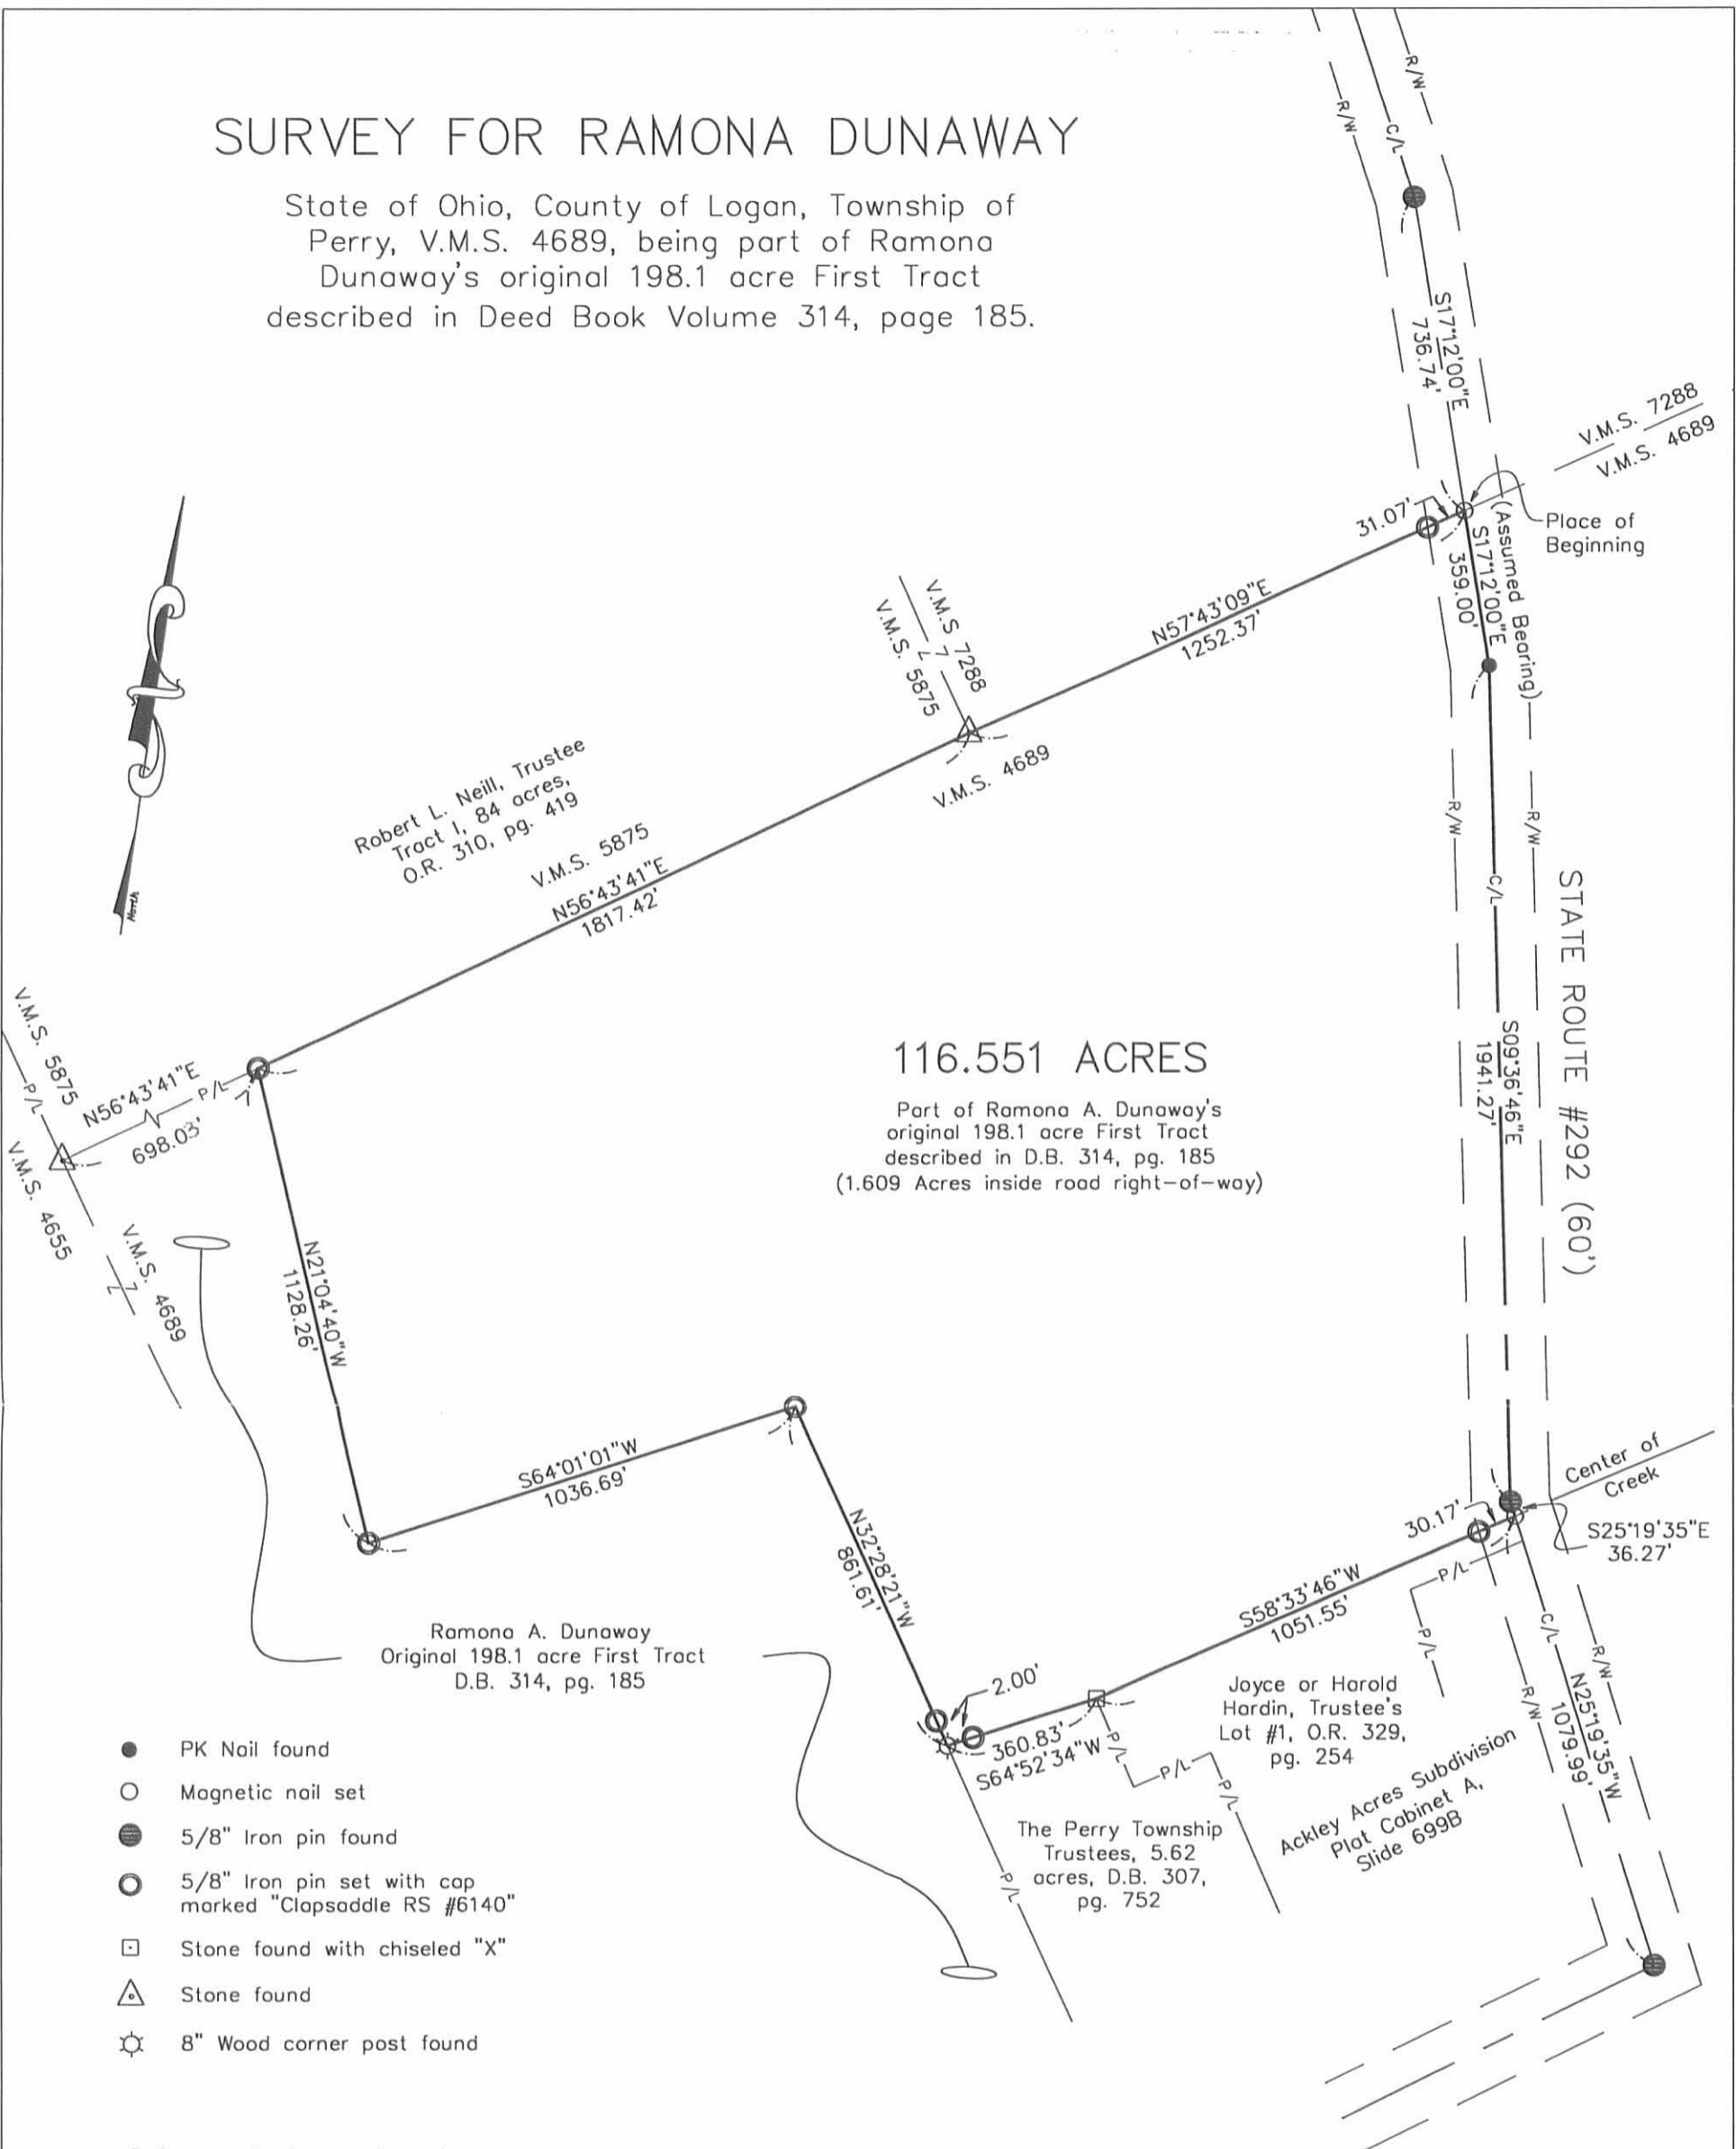 SURVEY FOR RAMONA DUNAWAY
State of Ohio, County of Logan, Township of
Perry, V.M.S. 4689, being part of Ramona
Dunaway's original 198.1 acre First Tract
described in Deed Book Volume 314, page 185.
R/W
R/W
C/L
S17°12'00"E
736.74'
V.M.S. 7288
V.M.S. 4689
31.07'
Place of
Beginning
(Assumed Bearing)
S17°12'00"E
359.00'
N57°43'09"E
1252.37'
V.M.S 7288
V.M.S. 5875
V.M.S. 4689
North
Robert L. Neill, Trustee
Tract I, 84 acres,
O.R. 310, pg. 419
V.M.S. 5875
N56°43'41"E
1817.42'
R/W
R/W
C/L
STATE ROUTE #292 (60')
S09°36'46"E
1941.27'
116.551 ACRES
Part of Ramona A. Dunaway's
original 198.1 acre First Tract
described in D.B. 314, pg. 185
(1.609 Acres inside road right-of-way)
V.M.S. 5875
P/L
N56°43'41"E
P/L
698.03'
V.M.S. 4655
V.M.S. 4689
N21°04'40"W
1128.26'
S64°01'01"W
1036.69'
N32°28'21"W
861.61'
Center of
Creek
30.17'
S25°19'35"E
36.27'
P/L
S58°33'46"W
1051.55'
P/L
C/L
R/W
R/W
N25°19'35"W
1079.99'
Ramona A. Dunaway
Original 198.1 acre First Tract
D.B. 314, pg. 185
2.00'
360.83'
S64°52'34"W
P/L
P/L
P/L
P/L
Joyce or Harold
Hardin, Trustee's
Lot #1, O.R. 329,
pg. 254
Ackley Acres Subdivision
Plat Cabinet A,
Slide 699B
The Perry Township
Trustees, 5.62
acres, D.B. 307,
pg. 752
PK Nail found
Magnetic nail set
5/8" Iron pin found
5/8" Iron pin set with cap
marked "Clapsaddle RS #6140"
Stone found with chiseled "X"
Stone found
8" Wood corner post found